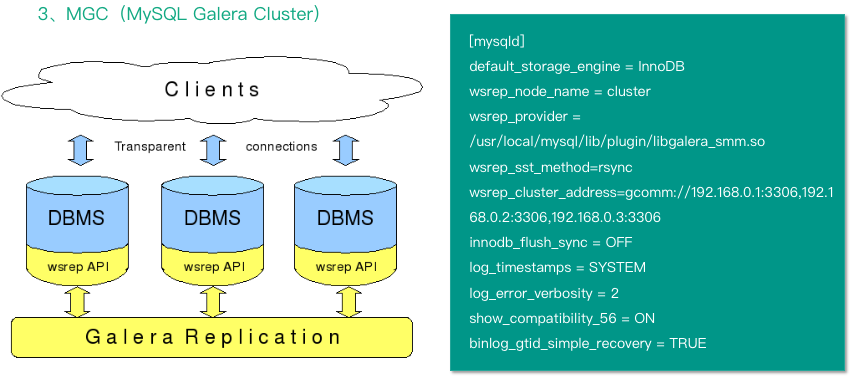 3、MGC（MySQL Galera Cluster）
Clients
Transparent connections
DBMS DBMS DBMS
wsrep API wsrep API wsrep API
Galera Replication
[mysqld]
default_storage_engine = InnoDB
wsrep_node_name = cluster
wsrep_provider =
/usr/local/mysql/lib/plugin/libgalera_smm.so
wsrep_sst_method=rsync
wsrep_cluster_address=gcomm://192.168.0.1:3306,192.1
68.0.2:3306,192.168.0.3:3306
innodb_flush_sync = OFF
log_timestamps = SYSTEM
log_error_verbosity = 2
show_compatibility_56 = ON
binlog_gtid_simple_recovery = TRUE